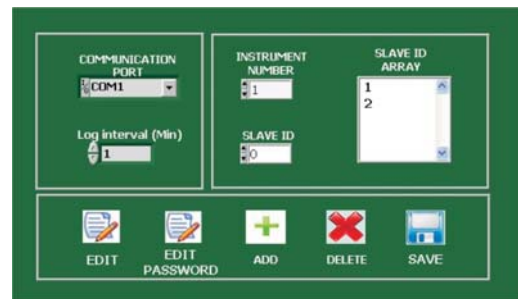 COMMUNICATION
PORT
COM1
Log interval (Min)
1
INSTRUMENT
NUMBER
1
SLAVE ID
0
SLAVE ID
ARRAY
1
2
EDIT
EDIT
PASSWORD
ADD
DELETE
SAVE